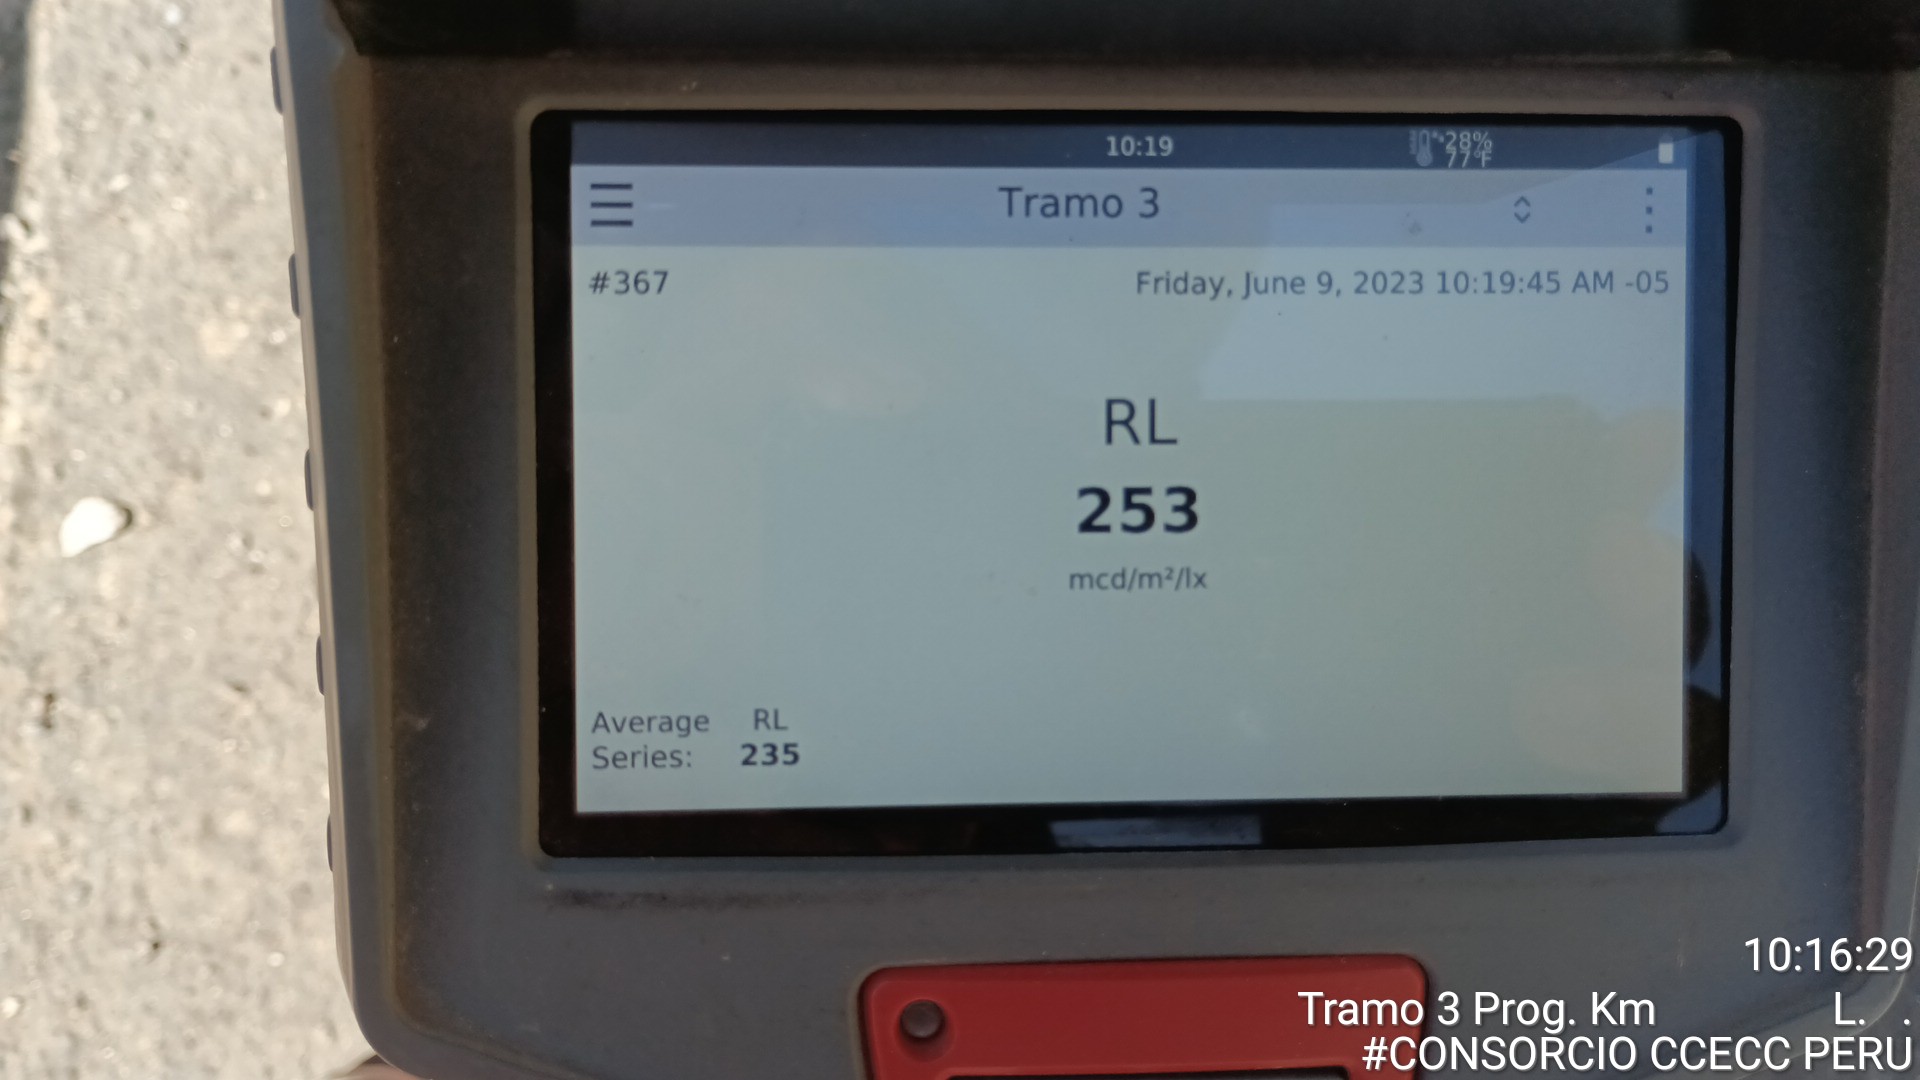 10:19
28%
77°F
Tramo 3
#367
Friday, June 9, 2023 10:19:45 AM -05
RL
253
mcd/m²/lx
Average RL
Series: 235
10:16:29
Tramo 3 Prog. Km L. .
#CONSORCIO CCECC PERU